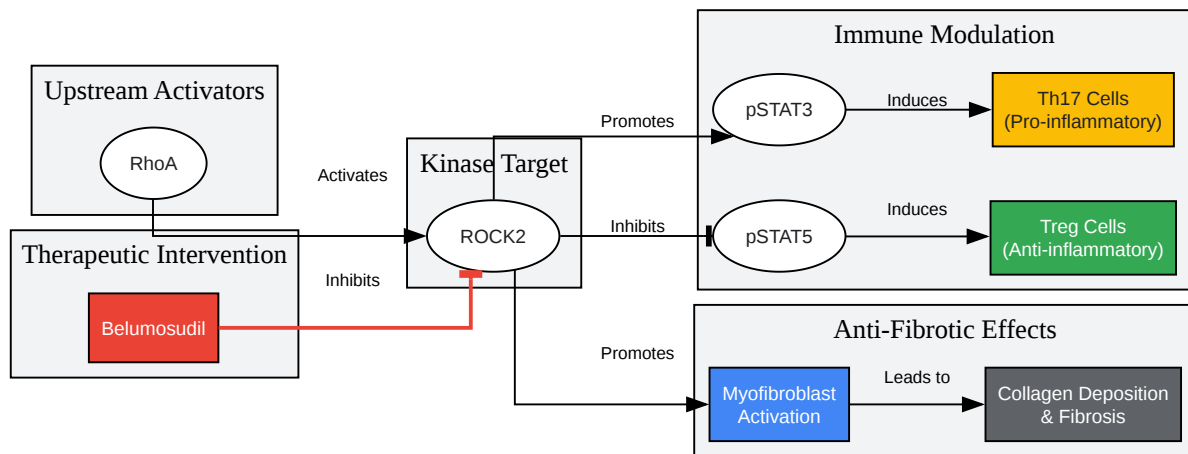 Upstream Activators
RhoA
Therapeutic Intervention
Belumosudil
Activates
Inhibits
Kinase Target
ROCK2
Promotes
Inhibits
Promotes
Immune Modulation
pSTAT3
Induces
Th17 Cells
(Pro-inflammatory)
pSTAT5
Induces
Treg Cells
(Anti-inflammatory)
Anti-Fibrotic Effects
Myofibroblast
Activation
Leads to
Collagen Deposition
& Fibrosis